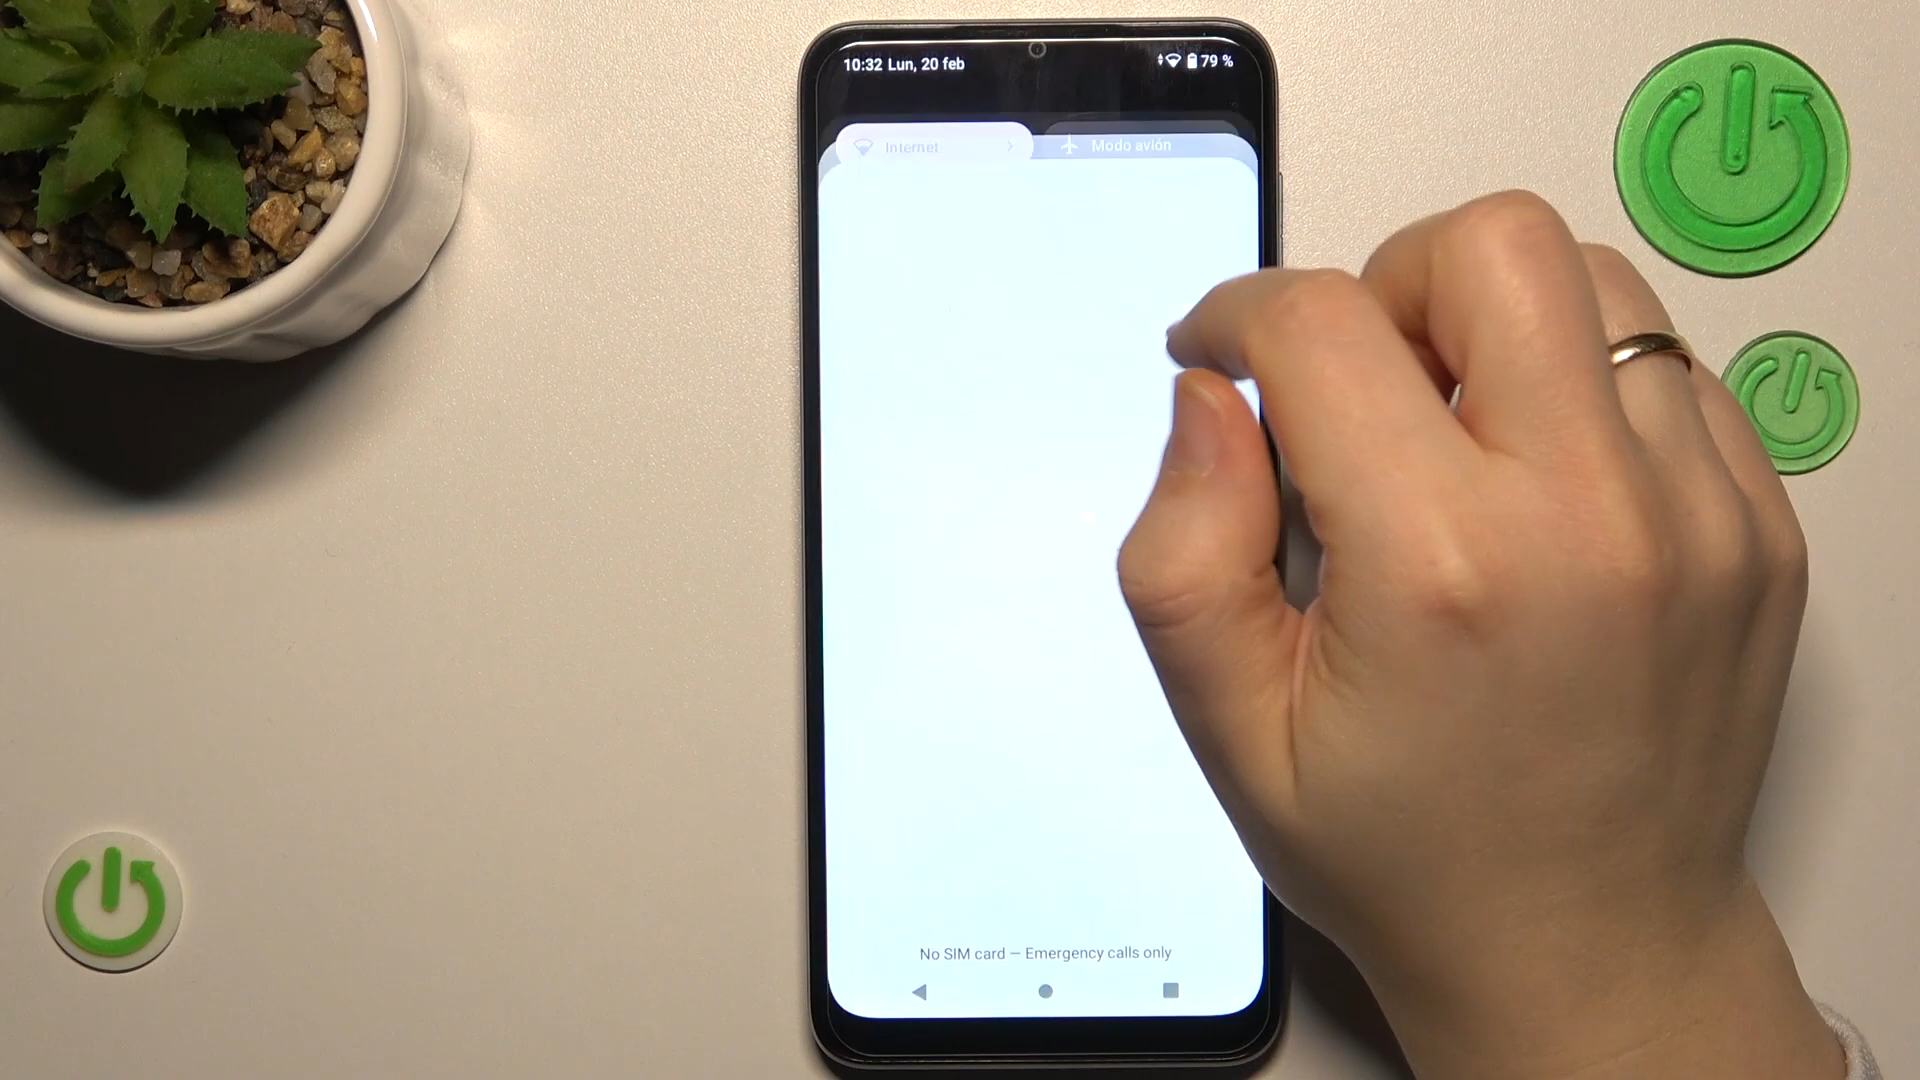 10:32 Lun, 20 feb
79 %
Internet
Modo avión
No SIM card — Emergency calls only